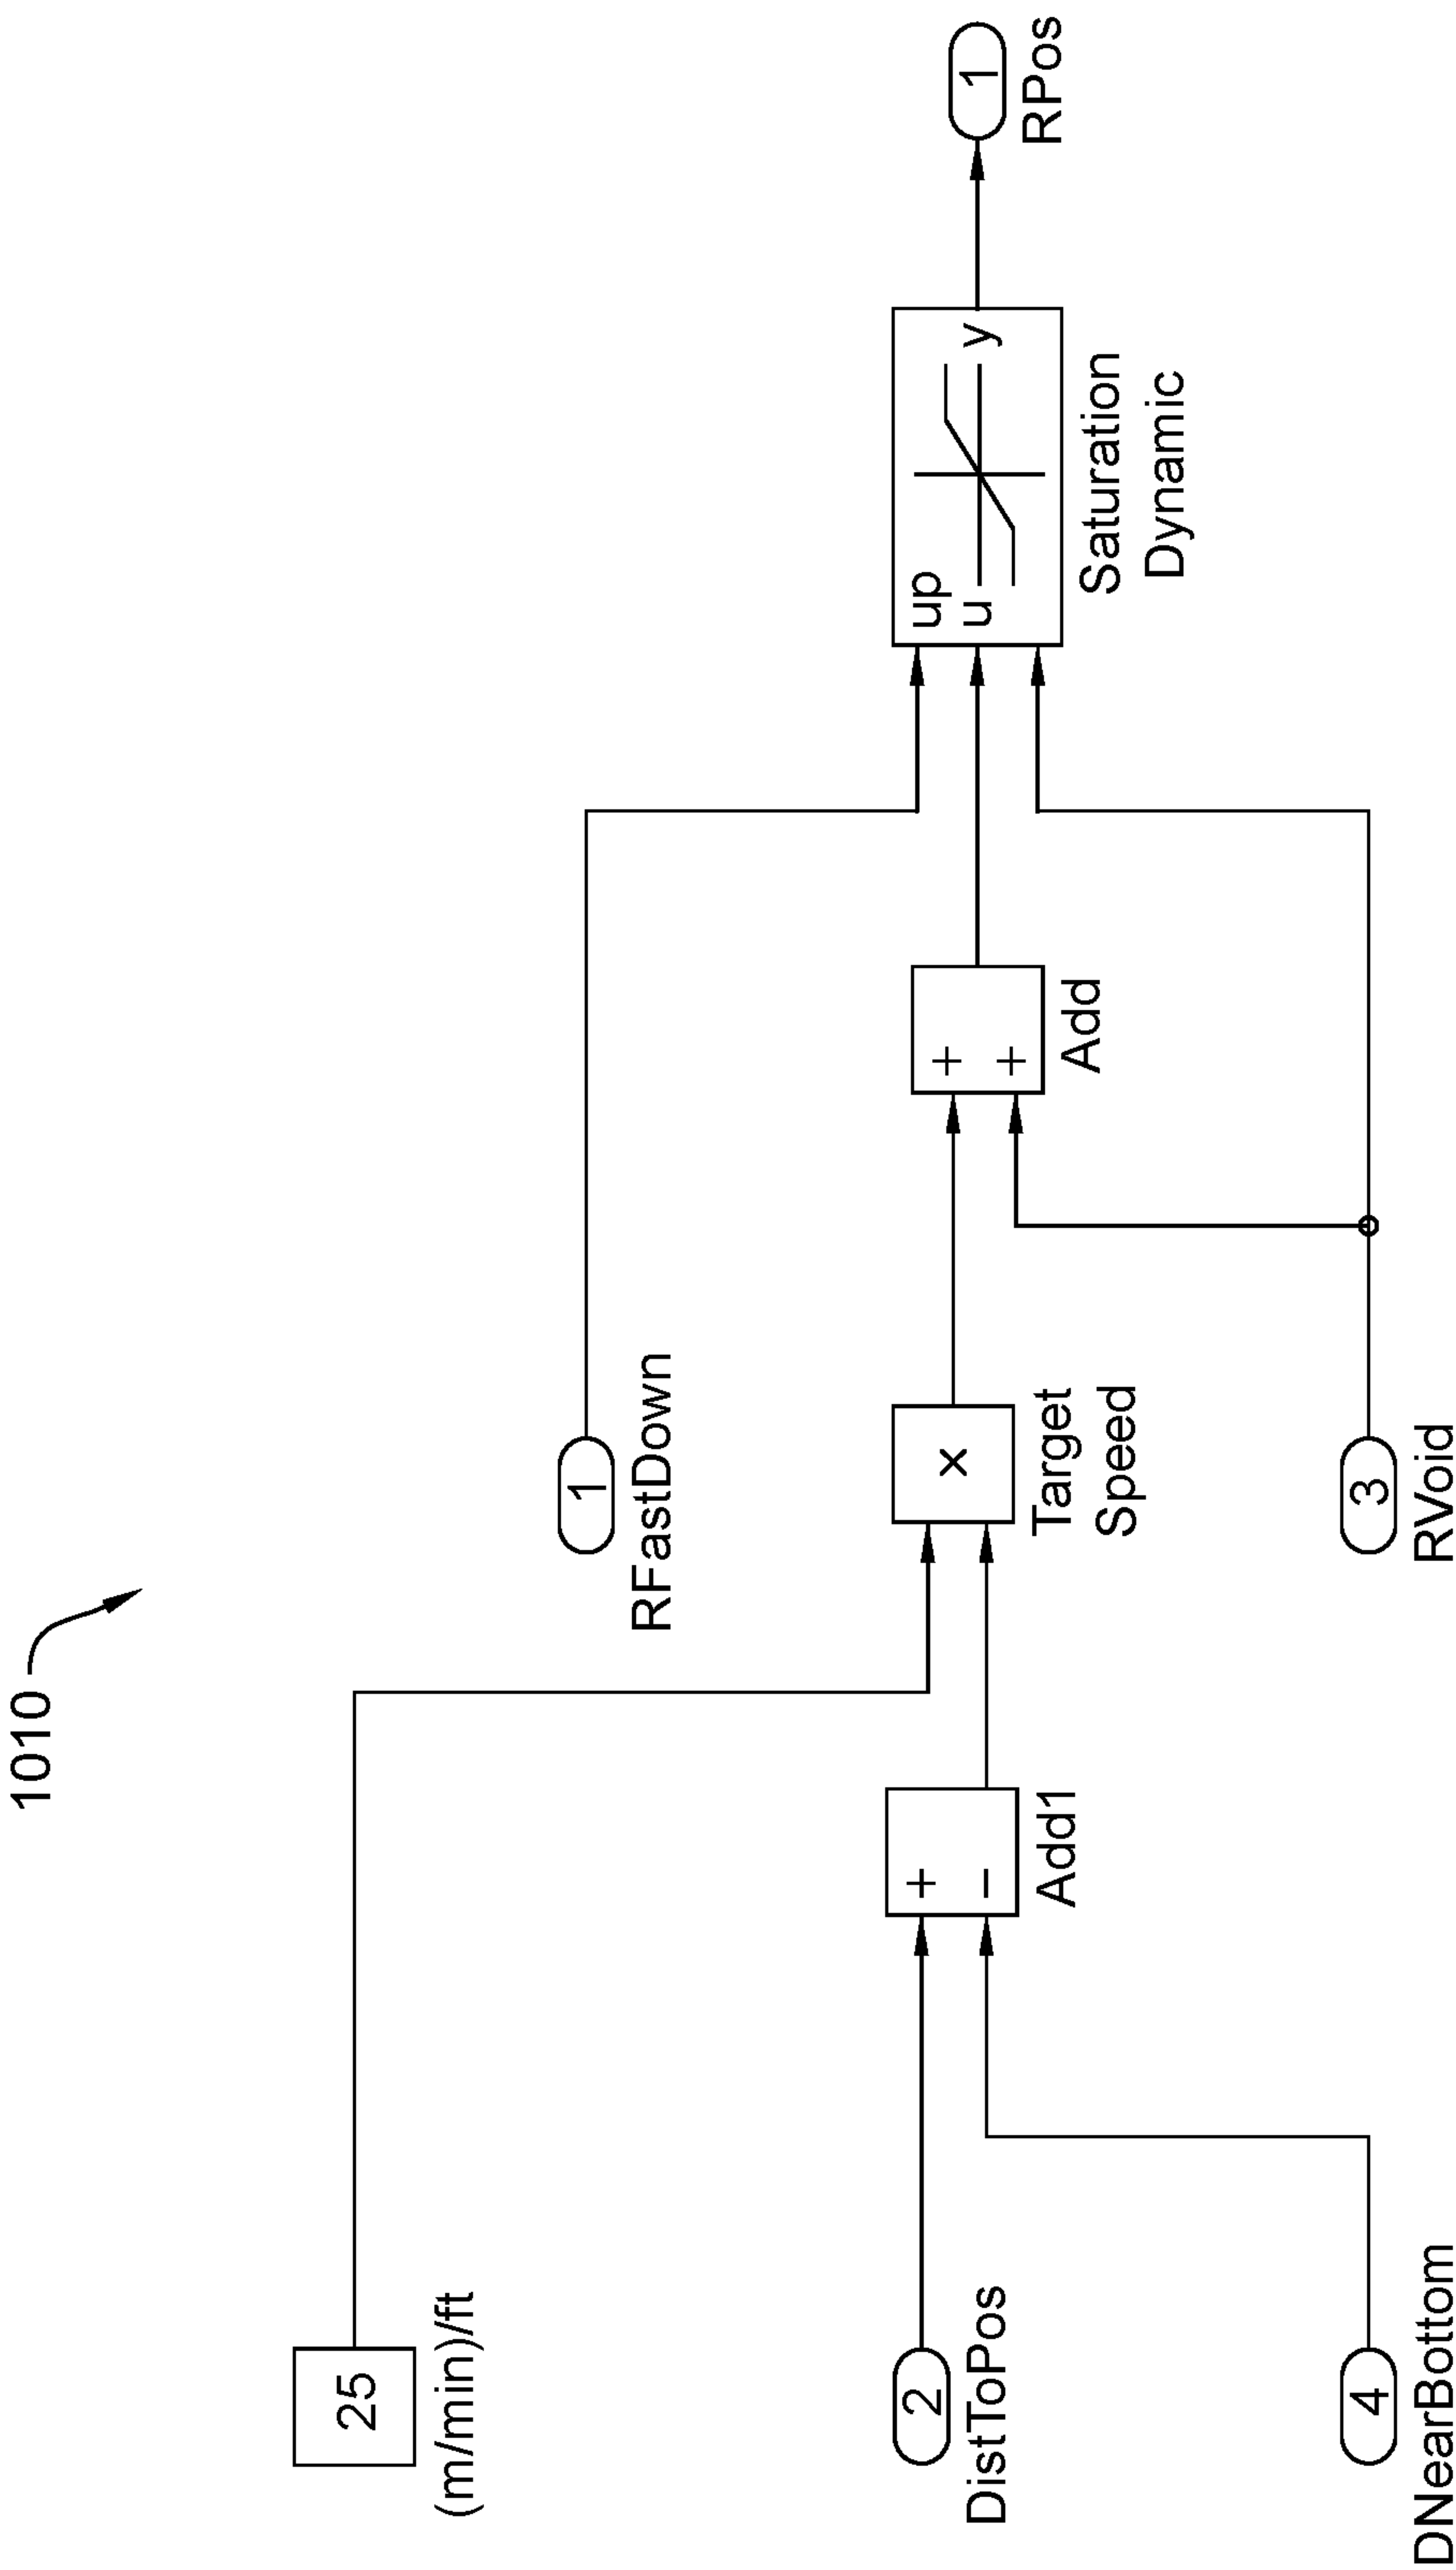 1010
25
(m/min)/ft
1
RFastDown
2
DistToPos
+
−
Add1
×
Target
Speed
+
+
Add
up
u
y
Saturation
Dynamic
1
RPos
4
DNearBottom
3
RVoid